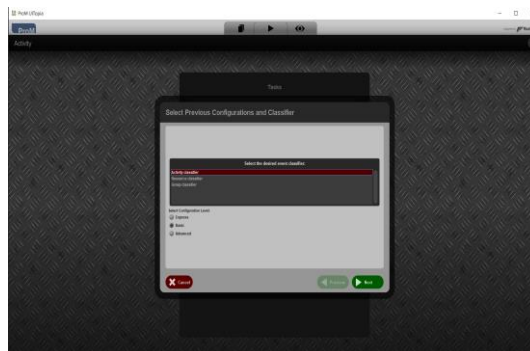 ProM UITopia
ProM
Activity
Tasks
Select Previous Configurations and Classifier
Select the desired event classifier.
Activity classifier
Resource classifier
Group classifier
Select Configuration Level:
Express
Basic
Advanced
Cancel
Previous
Next